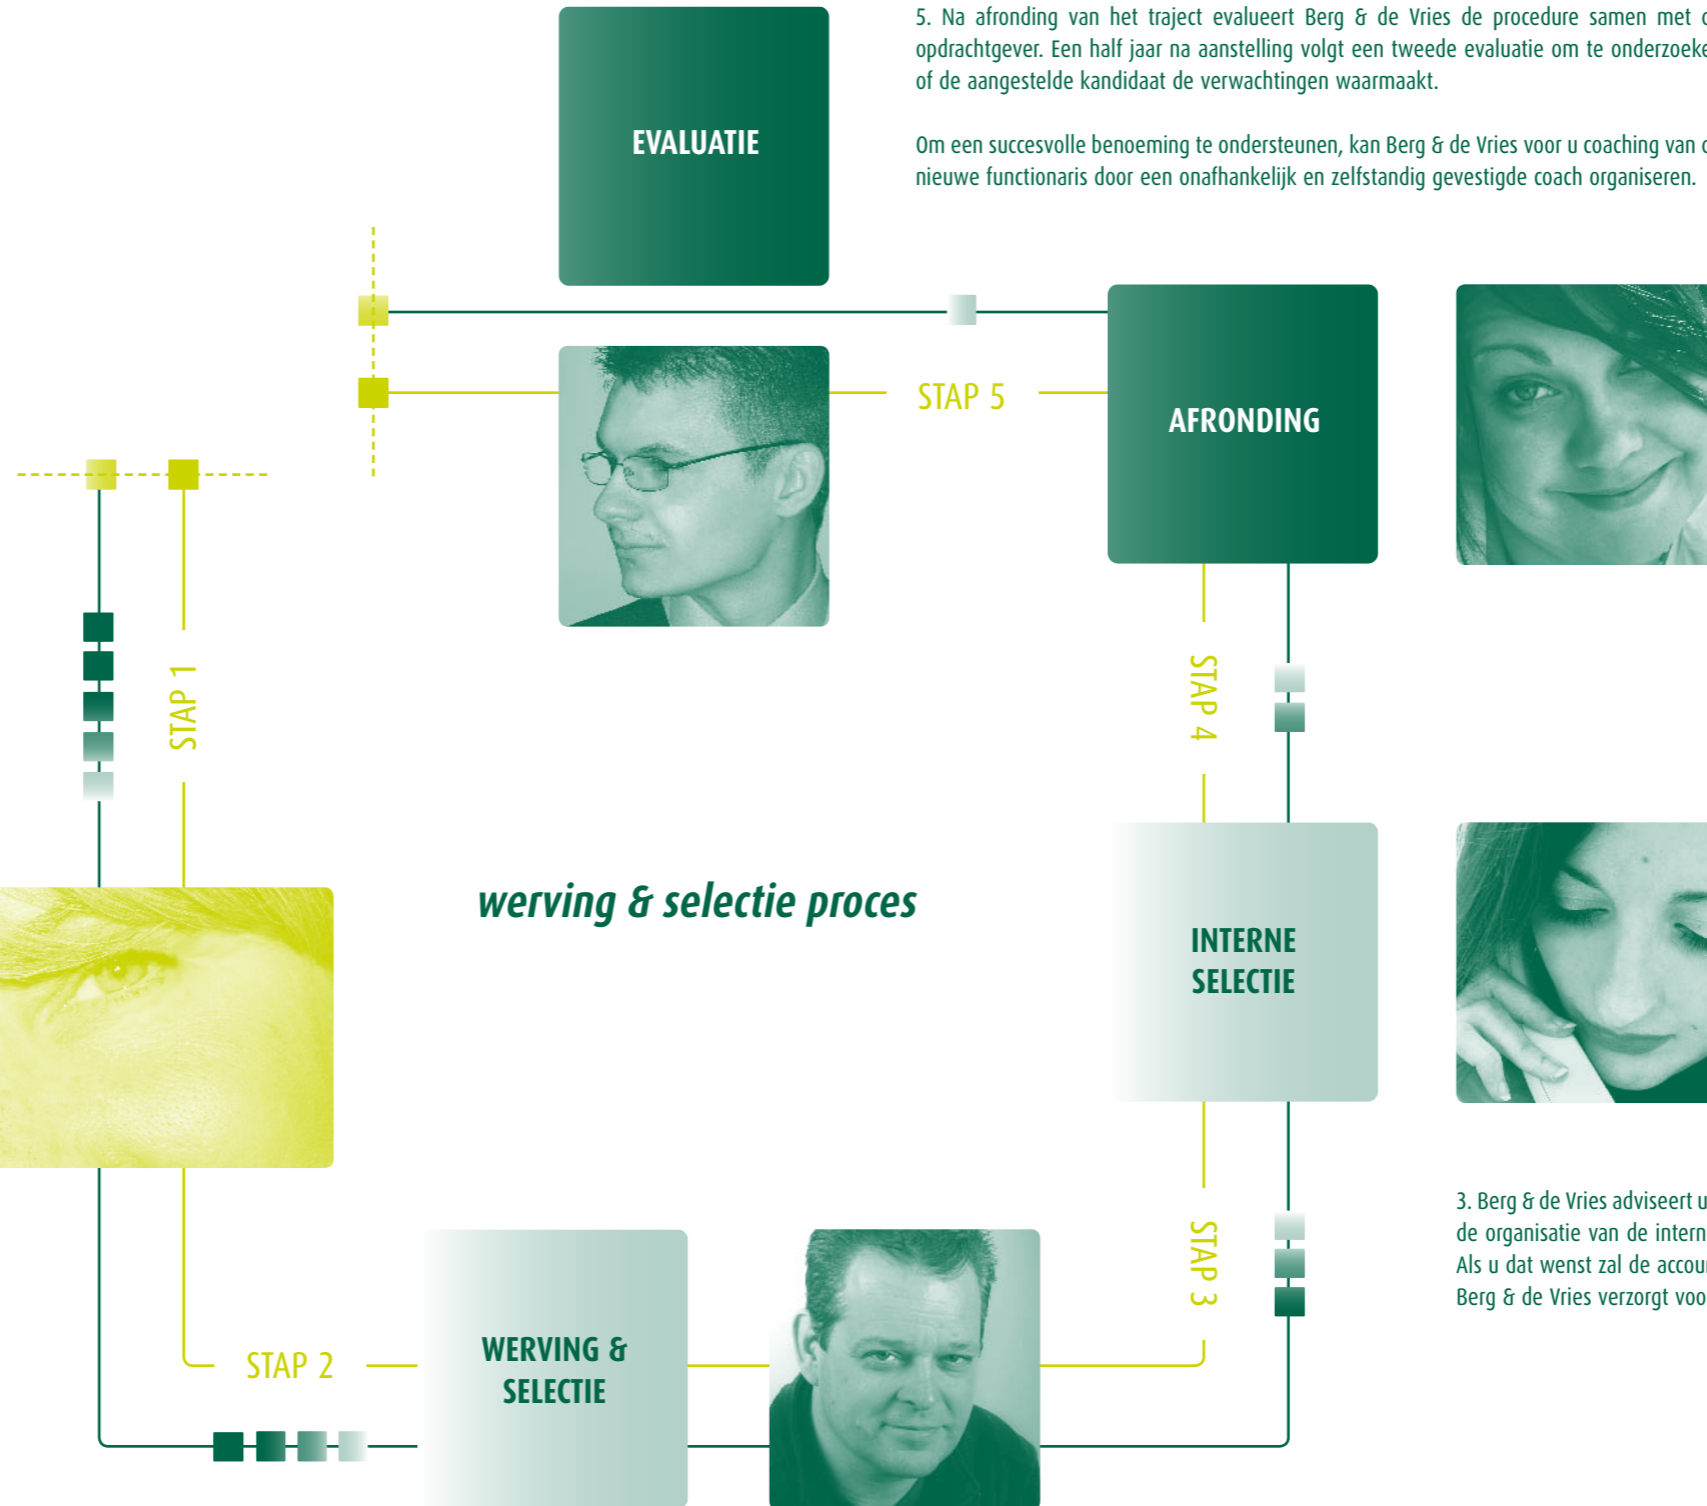 5. Na afronding van het traject evalueert Berg & de Vries de procedure samen met
opdrachtgever. Een half jaar na aanstelling volgt een tweede evaluatie om te
of de aangestelde kandidaat de verwachtingen waarmaakt.
Om een succesvolle benoeming te ondersteunen, kan Berg & de Vries voor u coaching van
nieuwe functionaris door een onafhankelijk en zelfstandig gevestigde coach organiseren.
EVALUATIE
STAP 5
AFRONDING
STAP 1
STAP 4
werving & selectie proces
INTERNE
SELECTIE
3. Berg & de Vries adviseert u
de organisatie van de
Als u dat wenst zal de
Berg & de Vries verzorgt
STAP 3
STAP 2
WERVING &
SELECTIE